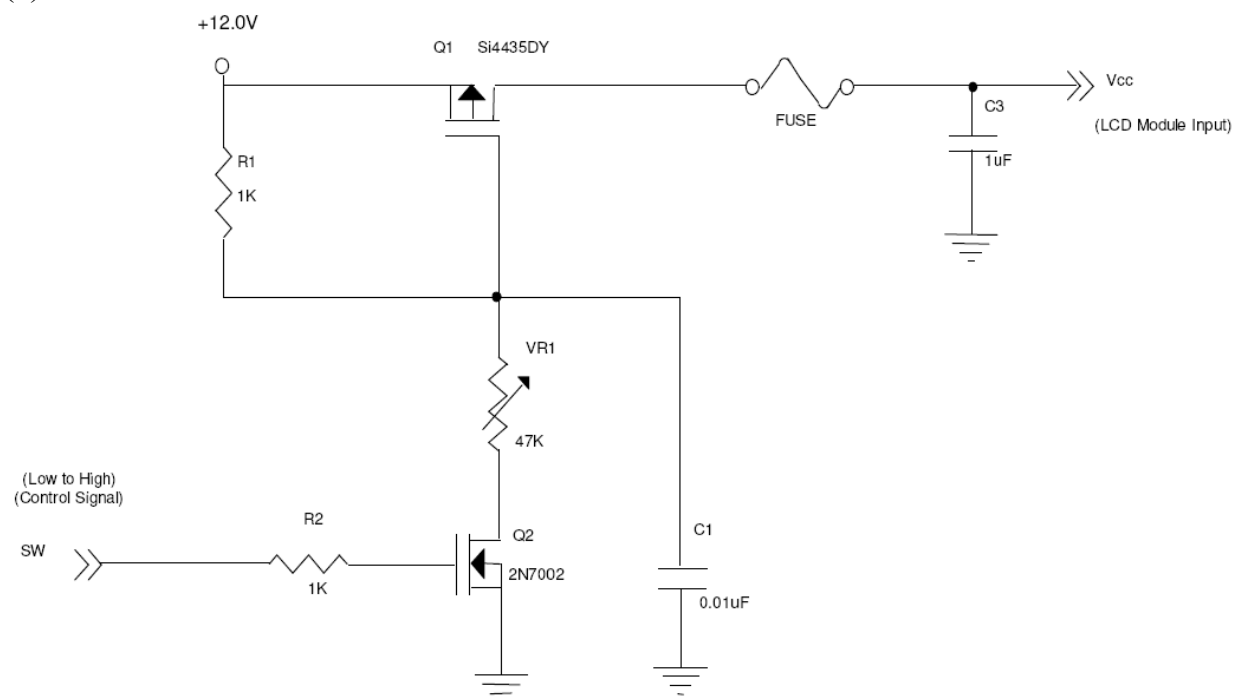 +12.0V
Q1 Si4435DY
Vcc
C3
FUSE
(LCD Module Input)
R1
1uF
1K
VR1
47K
(Low to High)
(Control Signal)
R2
Q2
C1
SW
2N7002
1K
0.01uF